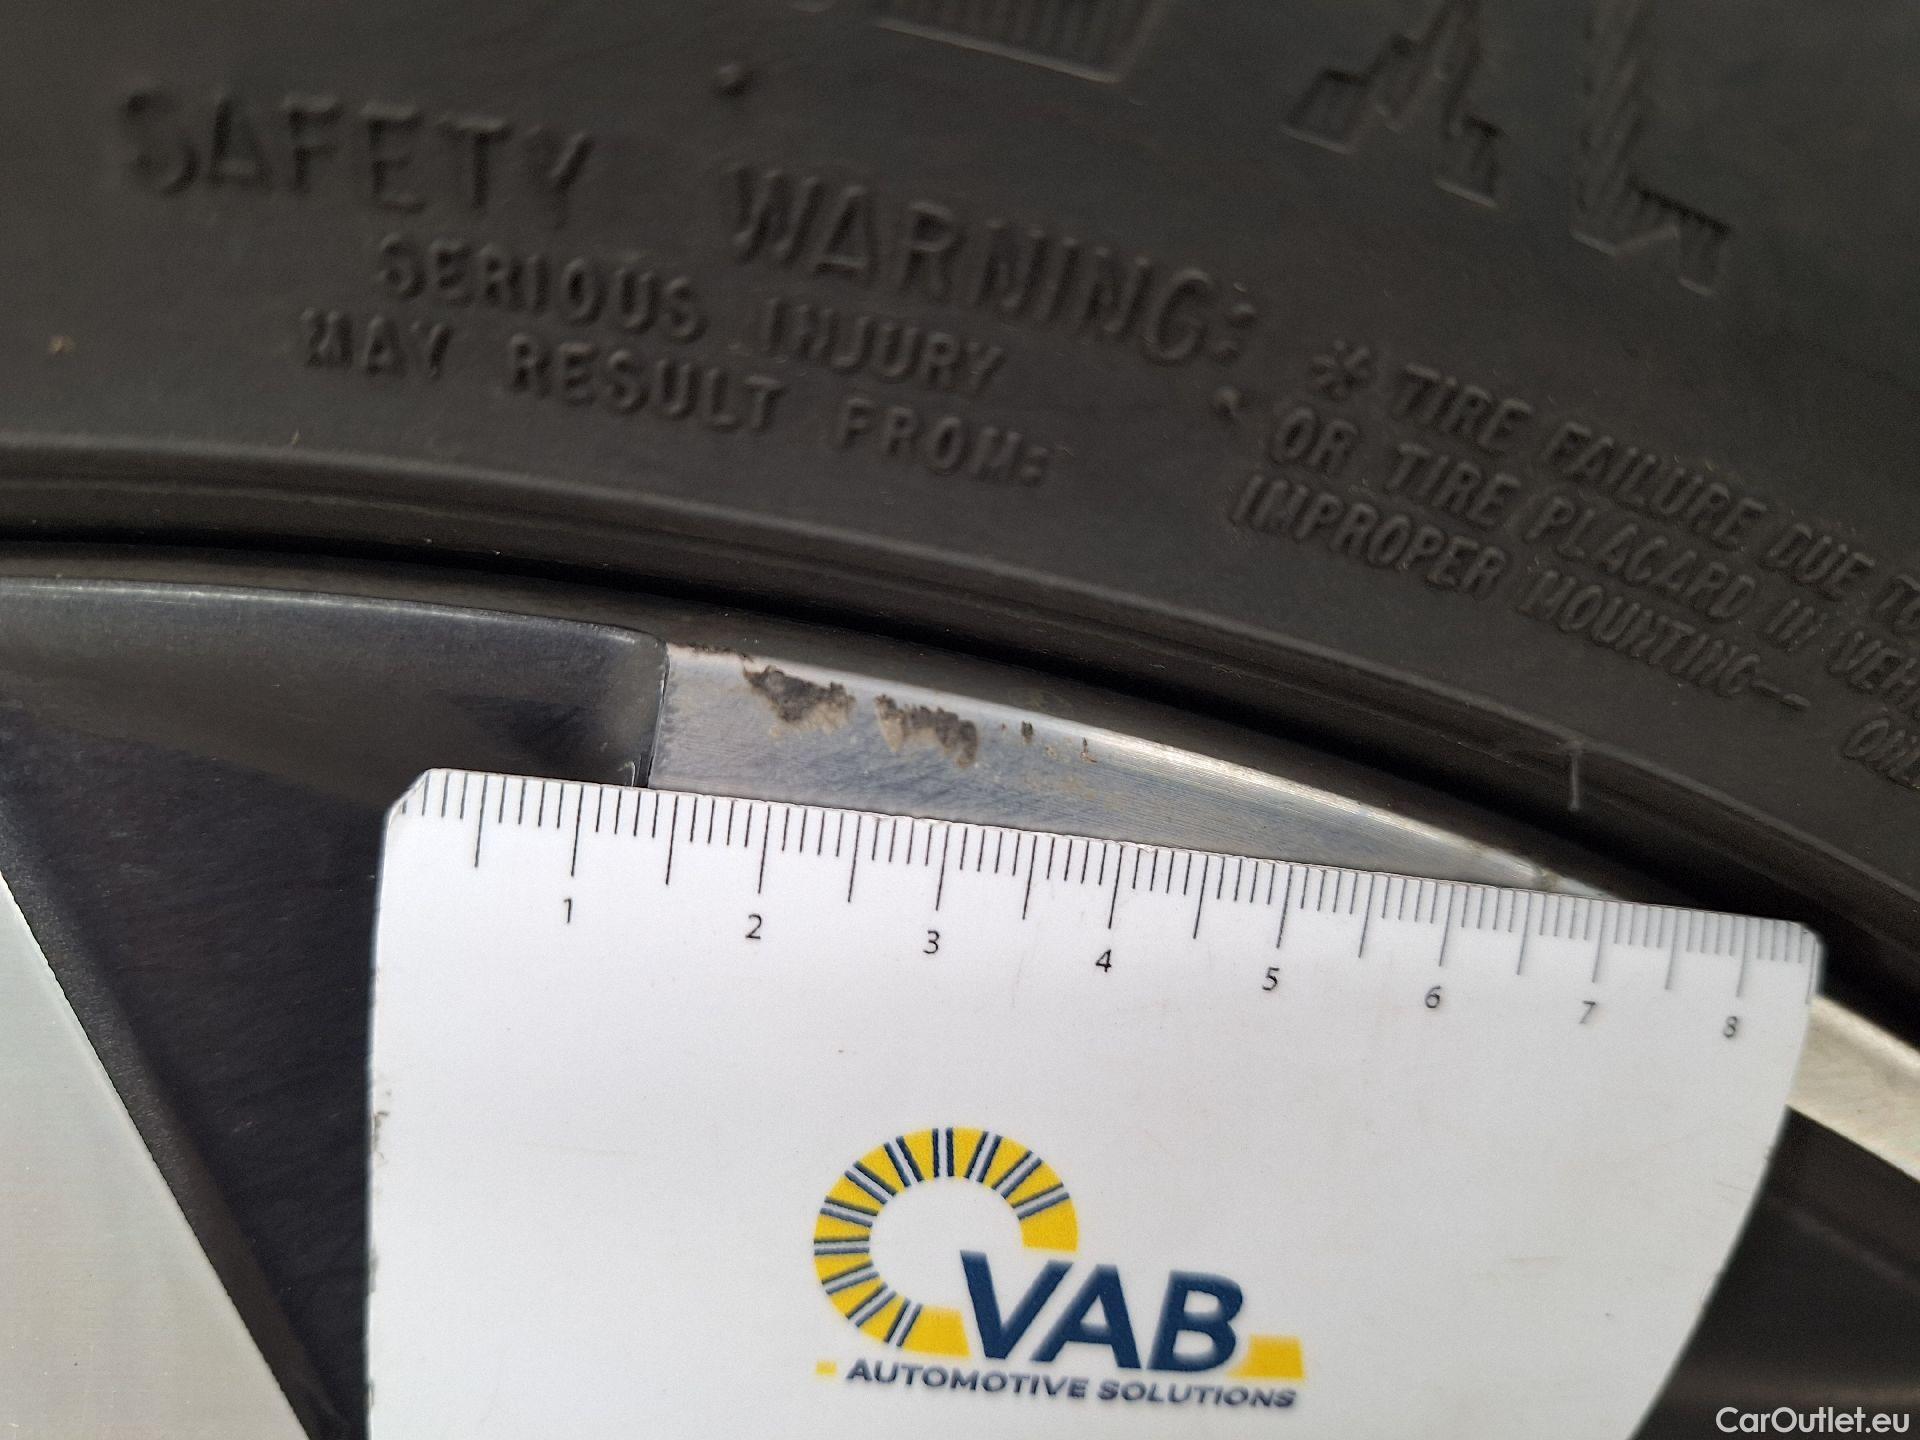 SAFETY WARNING:
SERIOUS INJURY
MAY RESULT FROM:
* TIRE FAILURE DUE TO
OR TIRE PLACARD IN
IMPROPER MOUNTING--
1 2 3 4 5 6 7 8
VAB
AUTOMOTIVE SOLUTIONS
CarOutlet.eu